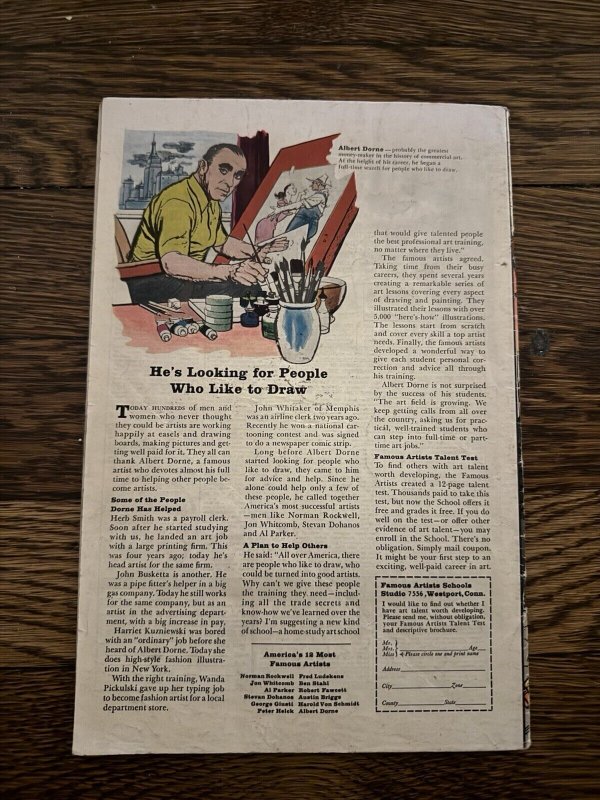 Albert Dorne—probably the greatest
money-maker in the history of commercial art.
At the height of his career, he began a
full-time search for people who like to draw.
He's Looking for People
Who Like to Draw
TODAY HUNDREDS of men and
women who never thought
they could be artists are working
happily at easels and drawing
boards, making pictures and get-
ting well paid for it. They all can
thank Albert Dorne, a famous
artist who devotes almost his full
time to helping other people be-
come artists.
Some of the People
Dorne Has Helped
Herb Smith was a payroll clerk.
Soon after he started studying
with us, he landed an art job
with a large printing firm. This
was four years ago; today he's
head artist for the same firm.
John Busketta is another. He
was a pipe fitter's helper in a big
gas company. Today he still works
for the same company, but as an
artist in the advertising depart-
ment, with a big increase in pay.
Harriet Kuzniewski was bored
with an "ordinary" job before she
heard of Albert Dorne. Today she
does high-style fashion illustra-
tion in New York.
With the right training, Wanda
Pickulski gave up her typing job
to become fashion artist for a local
department store.
John Whitaker of Memphis
was an airline clerk two years ago.
Recently he won a national car-
tooning contest and was signed
to do a newspaper comic strip.
Long before Albert Dorne
started looking for people who
like to draw, they came to him
for advice and help. Since he
alone could help only a few of
these people, he called together
America's most successful artists
—men like Norman Rockwell,
Jon Whitcomb, Stevan Dohanos
and Al Parker.
A Plan to Help Others
He said: "All over America, there
are people who like to draw, who
could be turned into good artists.
Why can't we give these people
the training they need—includ-
ing all the trade secrets and
know-how we've learned over the
years? I'm suggesting a new kind
of school—a home-study art school
America's 12 Most
Famous Artists
Norman Rockwell Fred Ludekens
Jon Whitcomb Ben Stahl
Al Parker Robert Fawcett
Stevan Dohanos Austin Briggs
George Giusti Harold Von Schmidt
Peter Helck Albert Dorne
that would give talented people
the best professional art training,
no matter where they live."
The famous artists agreed.
Taking time from their busy
careers, they spent several years
creating a remarkable series of
art lessons covering every aspect
of drawing and painting. They
illustrated their lessons with over
5,000 "here's-how" illustrations.
The lessons start from scratch
and cover every skill a top artist
needs. Finally, the famous artists
developed a wonderful way to
give each student personal cor-
rection and advice all through
his training.
Albert Dorne is not surprised
by the success of his students.
"The art field is growing. We
keep getting calls from all over
the country, asking us for prac-
tical, well-trained students who
can step into full-time or part-
time art jobs."
Famous Artists Talent Test
To find others with art talent
worth developing, the Famous
Artists created a 12-page talent
test. Thousands paid to take this
test, but now the School offers it
free and grades it free. If you do
well on the test—or offer other
evidence of art talent—you may
enroll in the School. There's no
obligation. Simply mail coupon.
It might be your first step to an
exciting, well-paid career in art.
Famous Artists Schools
Studio 7356, Westport, Conn.
I would like to find out whether I
have art talent worth developing.
Please send me, without obligation,
your Famous Artists Talent Test
and descriptive brochure.
Mr.
Mrs. Age
Miss (Please circle one and print name
Address
City Zone
County State